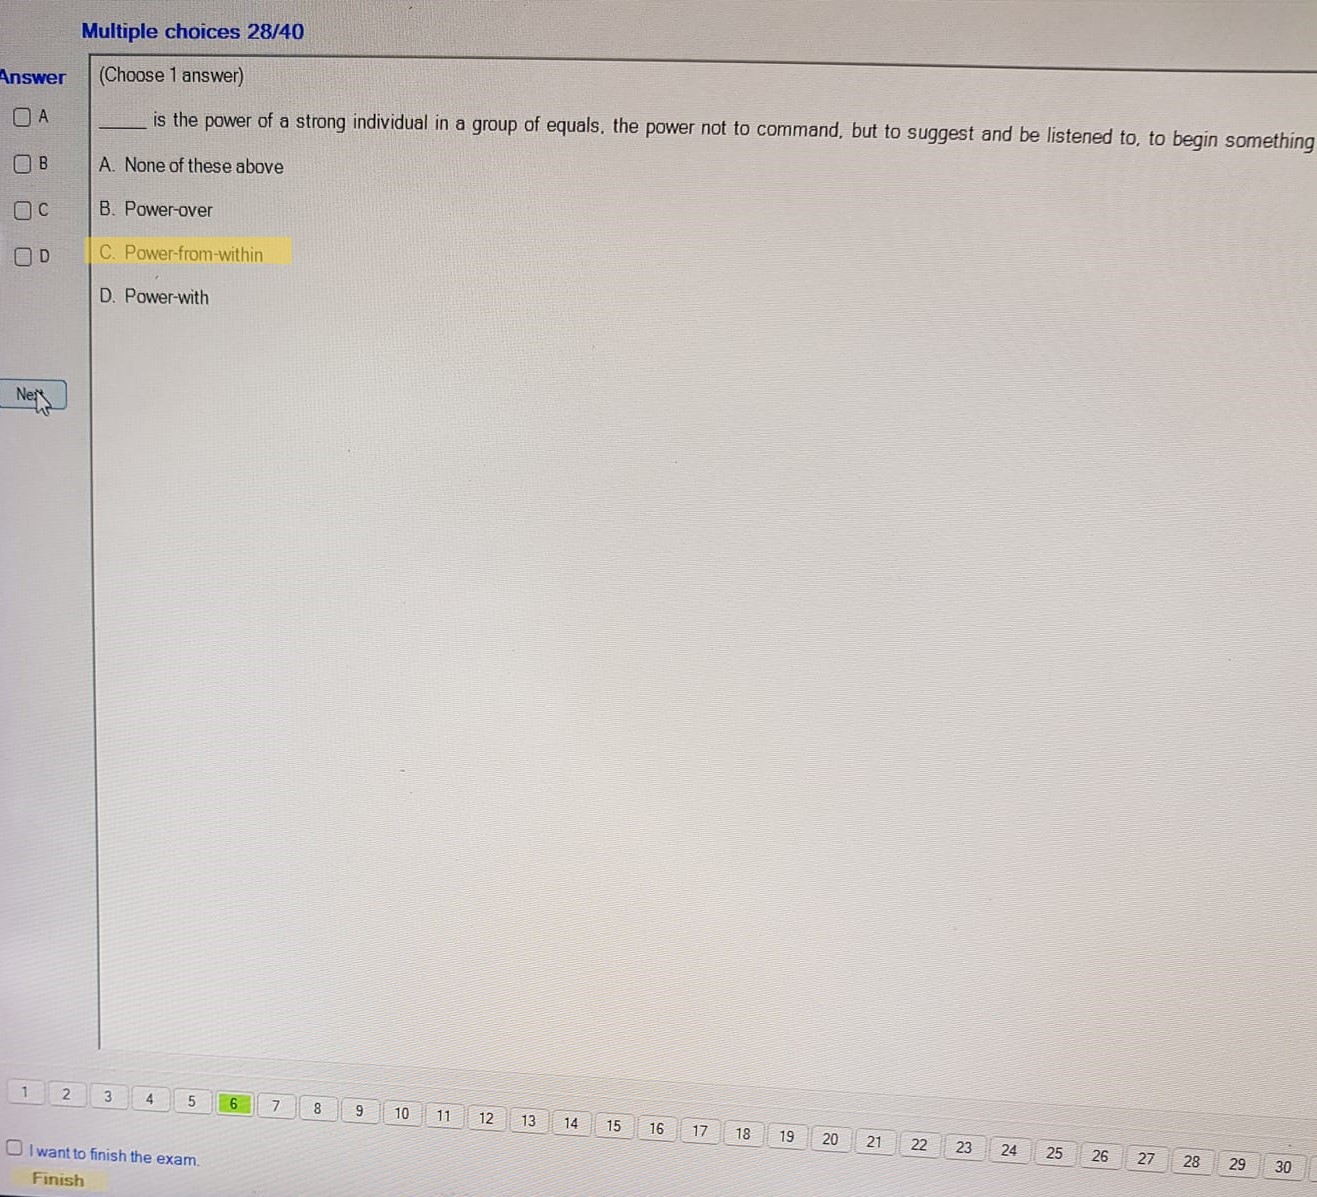 Multiple choices 28/40
Answer
(Choose 1 answer)
A
____ is the power of a strong individual in a group of equals, the power not to command, but to suggest and be listened to, to begin something
B
A. None of these above
C
B. Power-over
D
C. Power-from-within
D. Power-with
1 2 3 4 5 6 7 8 9 10 11 12 13 14 15 16 17 18 19 20 21 22 23 24 25 26 27 28 29 30
I want to finish the exam.
Finish